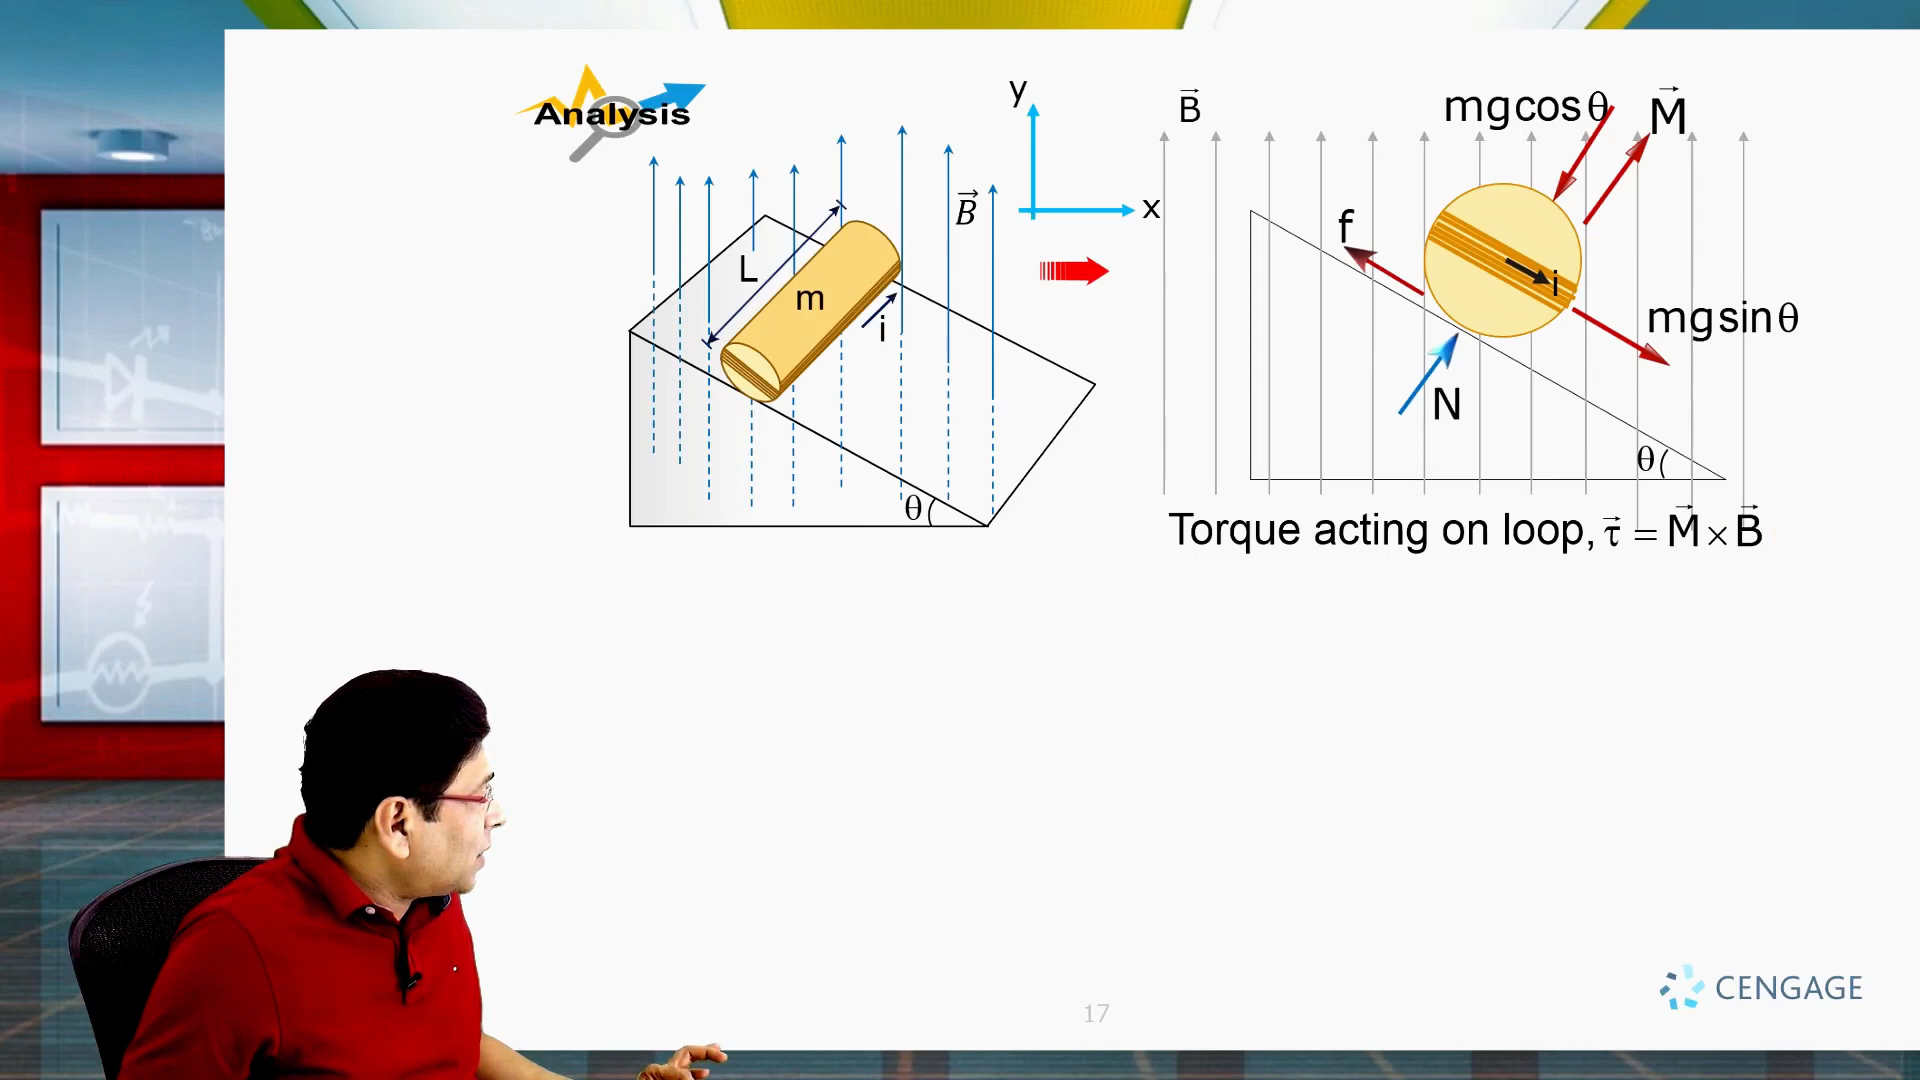 Analysis
y
x
B⃗
L
m
i
θ
B⃗
mgcosθ
M⃗
f
i
mgsinθ
N
θ
Torque acting on loop, τ⃗ = M⃗ × B⃗
17
CENGAGE